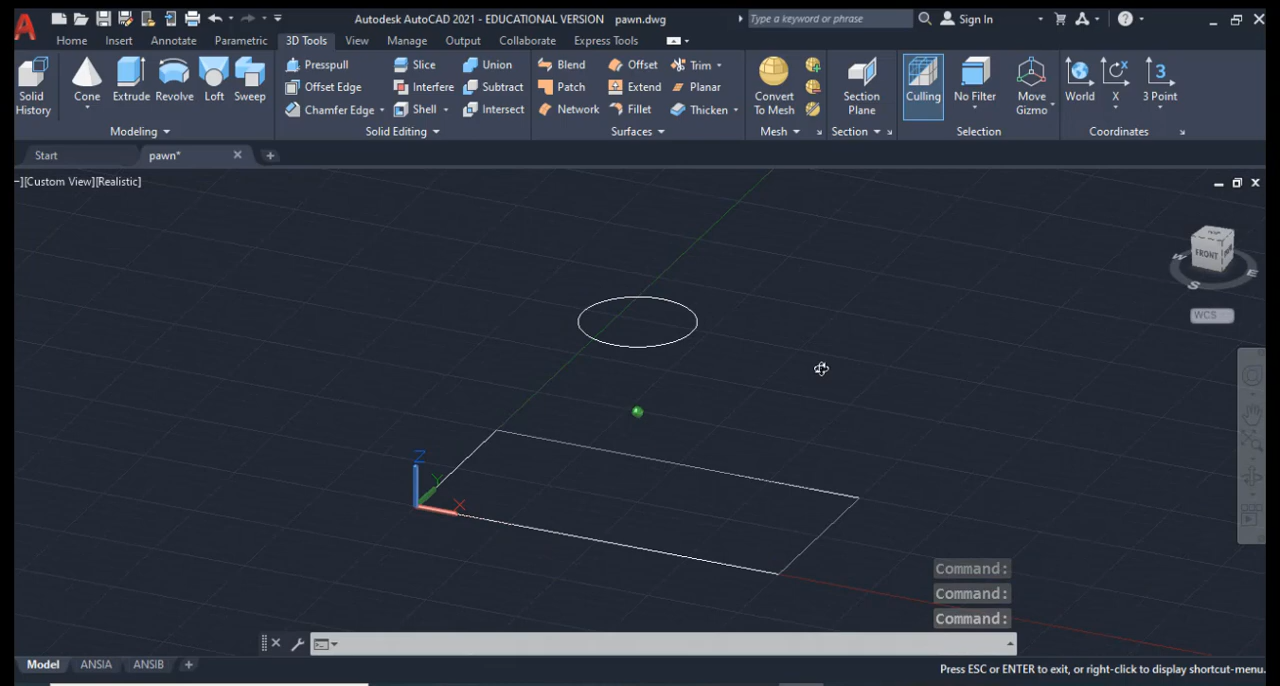 Autodesk AutoCAD 2021 - EDUCATIONAL VERSION pawn.dwg Type a keyword or phrase Sign In
Home Insert Annotate Parametric 3D Tools View Manage Output Collaborate Express Tools
Solid History Cone Extrude Revolve Loft Sweep
Presspull Slice Union Blend Offset Trim
Offset Edge Interfere Subtract Patch Extend Planar
Chamfer Edge Shell Intersect Network Fillet Thicken
Convert To Mesh Section Plane Culling No Filter Move Gizmo World X 3 Point
Modeling Solid Editing Surfaces Mesh Section Selection Coordinates
Start pawn*
−][Custom View][Realistic]
TOP
FRONT
W
E
S
WCS
Z
Y
X
Command:
Command:
Command:
Model ANSIA ANSIB +
Press ESC or ENTER to exit, or right-click to display shortcut-menu.